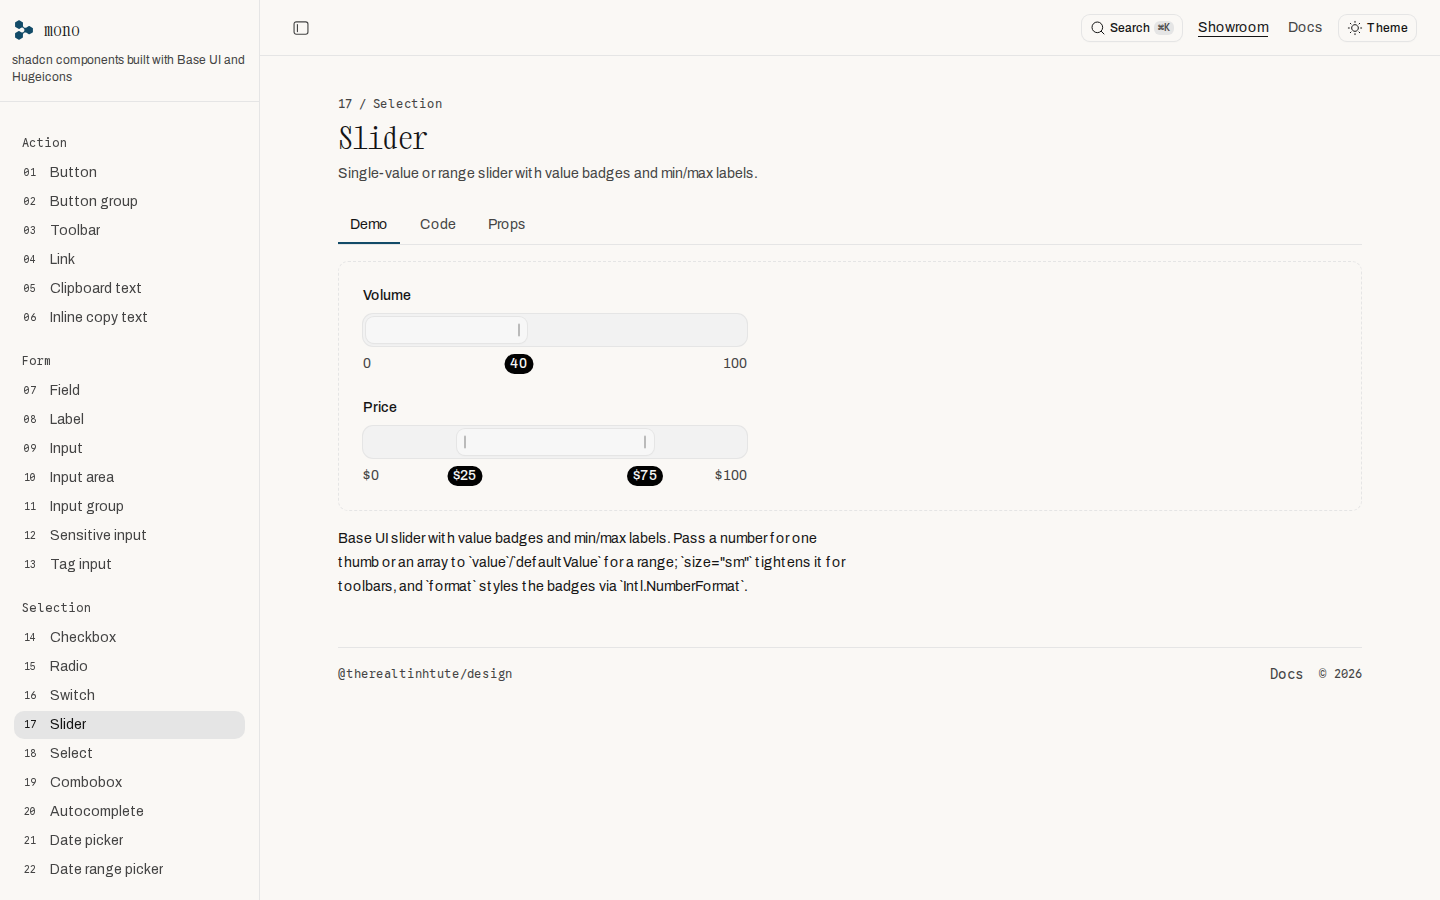 mono
shadcn components built with Base UI and
Hugeicons
Action
01 Button
02 Button group
03 Toolbar
04 Link
05 Clipboard text
06 Inline copy text
Form
07 Field
08 Label
09 Input
10 Input area
11 Input group
12 Sensitive input
13 Tag input
Selection
14 Checkbox
15 Radio
16 Switch
17 Slider
18 Select
19 Combobox
20 Autocomplete
21 Date picker
22 Date range picker
Search ⌘K Showroom Docs Theme
17 / Selection
Slider
Single-value or range slider with value badges and min/max labels.
Demo Code Props
Volume
0 40 100
Price
$0 $25 $75 $100
Base UI slider with value badges and min/max labels. Pass a number for one
thumb or an array to `value`/`defaultValue` for a range; `size="sm"` tightens it for
toolbars, and `format` styles the badges via `Intl.NumberFormat`.
@therealtinhtute/design Docs © 2026